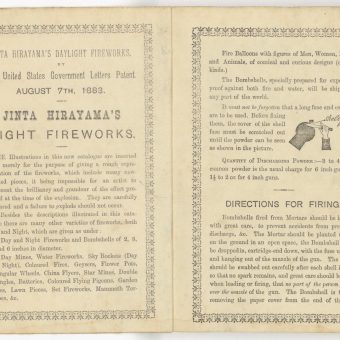 JINTA HIRAYAMA'S DAYLIGHT FIREWORKS.
BY
United States Government Letters Patent
AUGUST 7TH, 1883.
JINTA HIRAYAMA'S
LIGHT FIREWORKS.
Illustrations in this new catalogue are inserted
merely for the purpose of giving a rough repre-
of the fireworks, which include many new
pieces, it being impossible for an artist to
the brilliancy and grandeur of the effect pro-
at the time of the explosion. They are carefully
and a failure to explode should not occur.
Besides the descriptions illustrated in this cata-
there are many other varieties of fireworks, both
and Night, which are given as under:
Day and Night Fireworks and Bombshells of 2, 3,
and 6 inches in diameter.
Day Mines, Water Fireworks, Sky Rockets (Day
Night), Coloured Fires, Geysers, Flower Pots,
Wheels, China Flyers, Star Mines, Double
Batteries, Coloured Flying Pigeons, Garden
Lawn Pieces, Set Fireworks, Mammoth Tor-
&c.
Fire Balloons with figures of Men, Women,
and Animals, of comical and curious designs (
kinds.)
The Bombshells, specially prepared for expo
proof against both fire and water, will be ship
any part of the world.
It must not be forgotten that a long fuse end co
are to be used. Before fixing
them, the cover of the shell
fuse must be scratched out
until the powder can be seen
as shown in the picture.
QUANTITY OF DISCHARGING POWDER:—3 to 4
cannon powder is the usual charge for 6 inch gu
1½ to 2 oz for 4 inch guns.
DIRECTIONS FOR FIRING
Bombshells fired from Mortars should be
with great care, to prevent accidents from pre
discharge, &c. The Mortar should be planted
on the ground in an open space, the Bombshell
be dropped to, cartridge-end down, with the fuse
and hanging out of the muzzle of the gun. The
should be swabbed out carefully after each shell
so that no spark remains, and great care should be
when loading or firing, that no part of the person
over the muzzle of the gun. The Bombshell is
removing the paper cover from the end of the